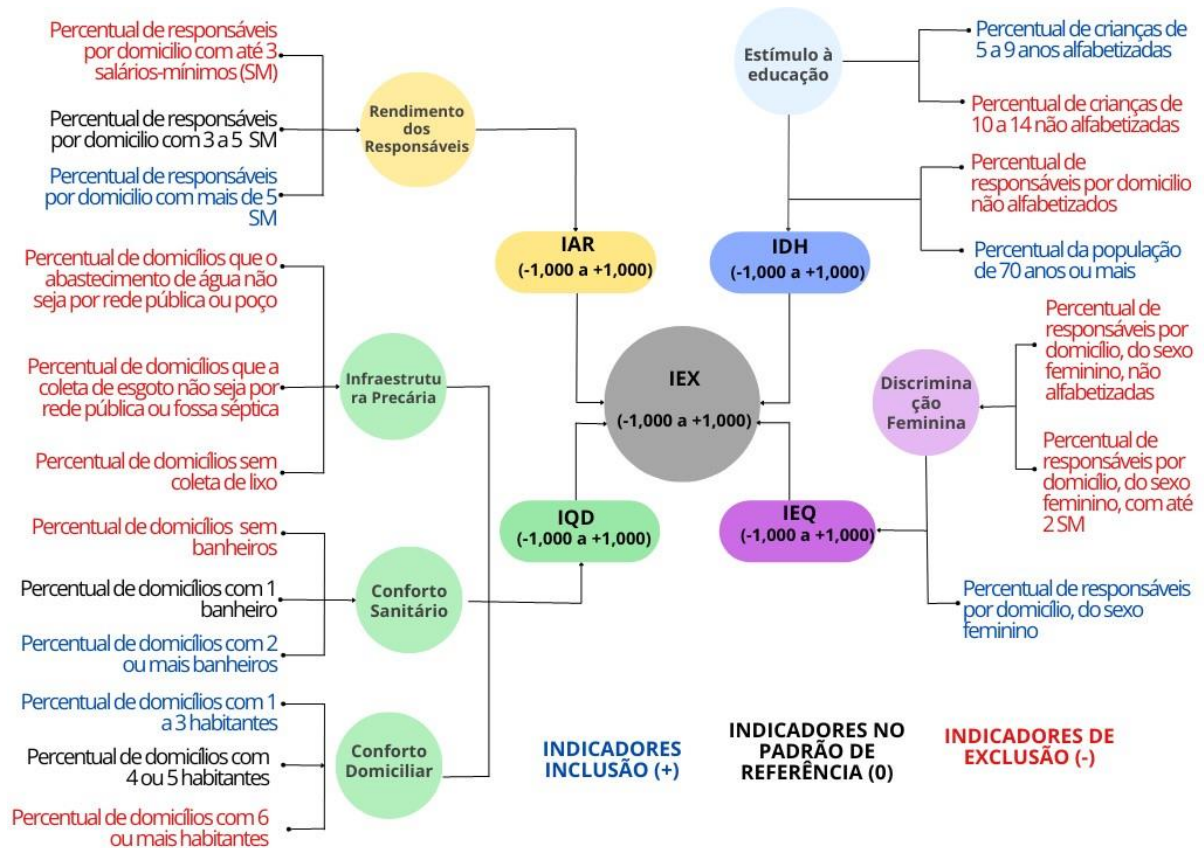 Percentual de responsáveis
por domicilio com até 3
salários-mínimos (SM)
Percentual de responsáveis
por domicilio com 3 a 5 SM
Percentual de responsáveis
por domicilio com mais de 5
SM
Rendimento
dos
Responsáveis
Estímulo à
educação
Percentual de crianças de
5 a 9 anos alfabetizadas
Percentual de crianças de
10 a 14 não alfabetizadas
Percentual de
responsáveis por domicilio
não alfabetizados
Percentual da população
de 70 anos ou mais
IAR
(-1,000 a +1,000)
IDH
(-1,000 a +1,000)
Percentual de domicílios que o
abastecimento de água não
seja por rede pública ou poço
Percentual de domicílios que a
coleta de esgoto não seja por
rede pública ou fossa séptica
Percentual de domicílios sem
coleta de lixo
Infraestrutu
ra Precária
IEX
(-1,000 a +1,000)
Discrimina
ção
Feminina
Percentual de
responsáveis por
domicílio, do sexo
feminino, não
alfabetizadas
Percentual de
responsáveis por
domicílio, do sexo
feminino, com até
2 SM
IQD
(-1,000 a +1,000)
IEQ
(-1,000 a +1,000)
Percentual de domicílios sem
banheiros
Percentual de domicílios com 1
banheiro
Percentual de domicílios com 2
ou mais banheiros
Conforto
Sanitário
Percentual de responsáveis
por domicílio, do sexo
feminino
Percentual de domicílios com 1
a 3 habitantes
Percentual de domicílios com
4 ou 5 habitantes
Percentual de domicílios com 6
ou mais habitantes
Conforto
Domiciliar
INDICADORES
INCLUSÃO (+)
INDICADORES NO
PADRÃO DE
REFERÊNCIA (0)
INDICADORES DE
EXCLUSÃO (-)